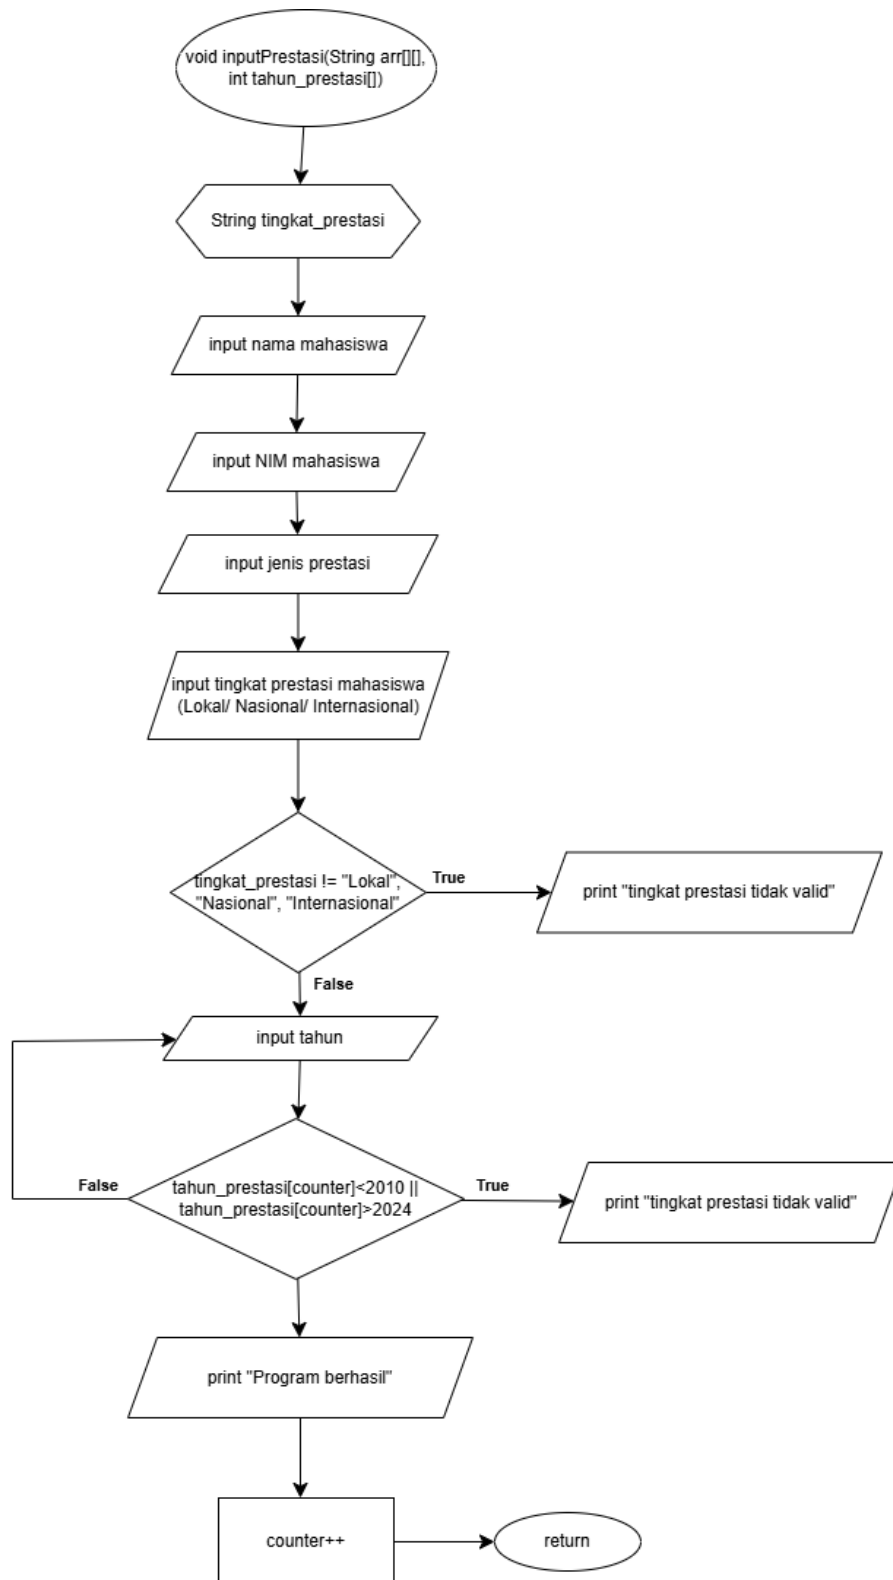 void inputPrestasi(String arr[][],
int tahun_prestasi[])
String tingkat_prestasi
input nama mahasiswa
input NIM mahasiswa
input jenis prestasi
input tingkat prestasi mahasiswa
(Lokal/ Nasional/ Internasional)
tingkat_prestasi != "Lokal",
"Nasional", "Internasional"
True
print "tingkat prestasi tidak valid"
False
input tahun
False
tahun_prestasi[counter]<2010 ||
tahun_prestasi[counter]>2024
True
print "tingkat prestasi tidak valid"
print "Program berhasil"
counter++
return